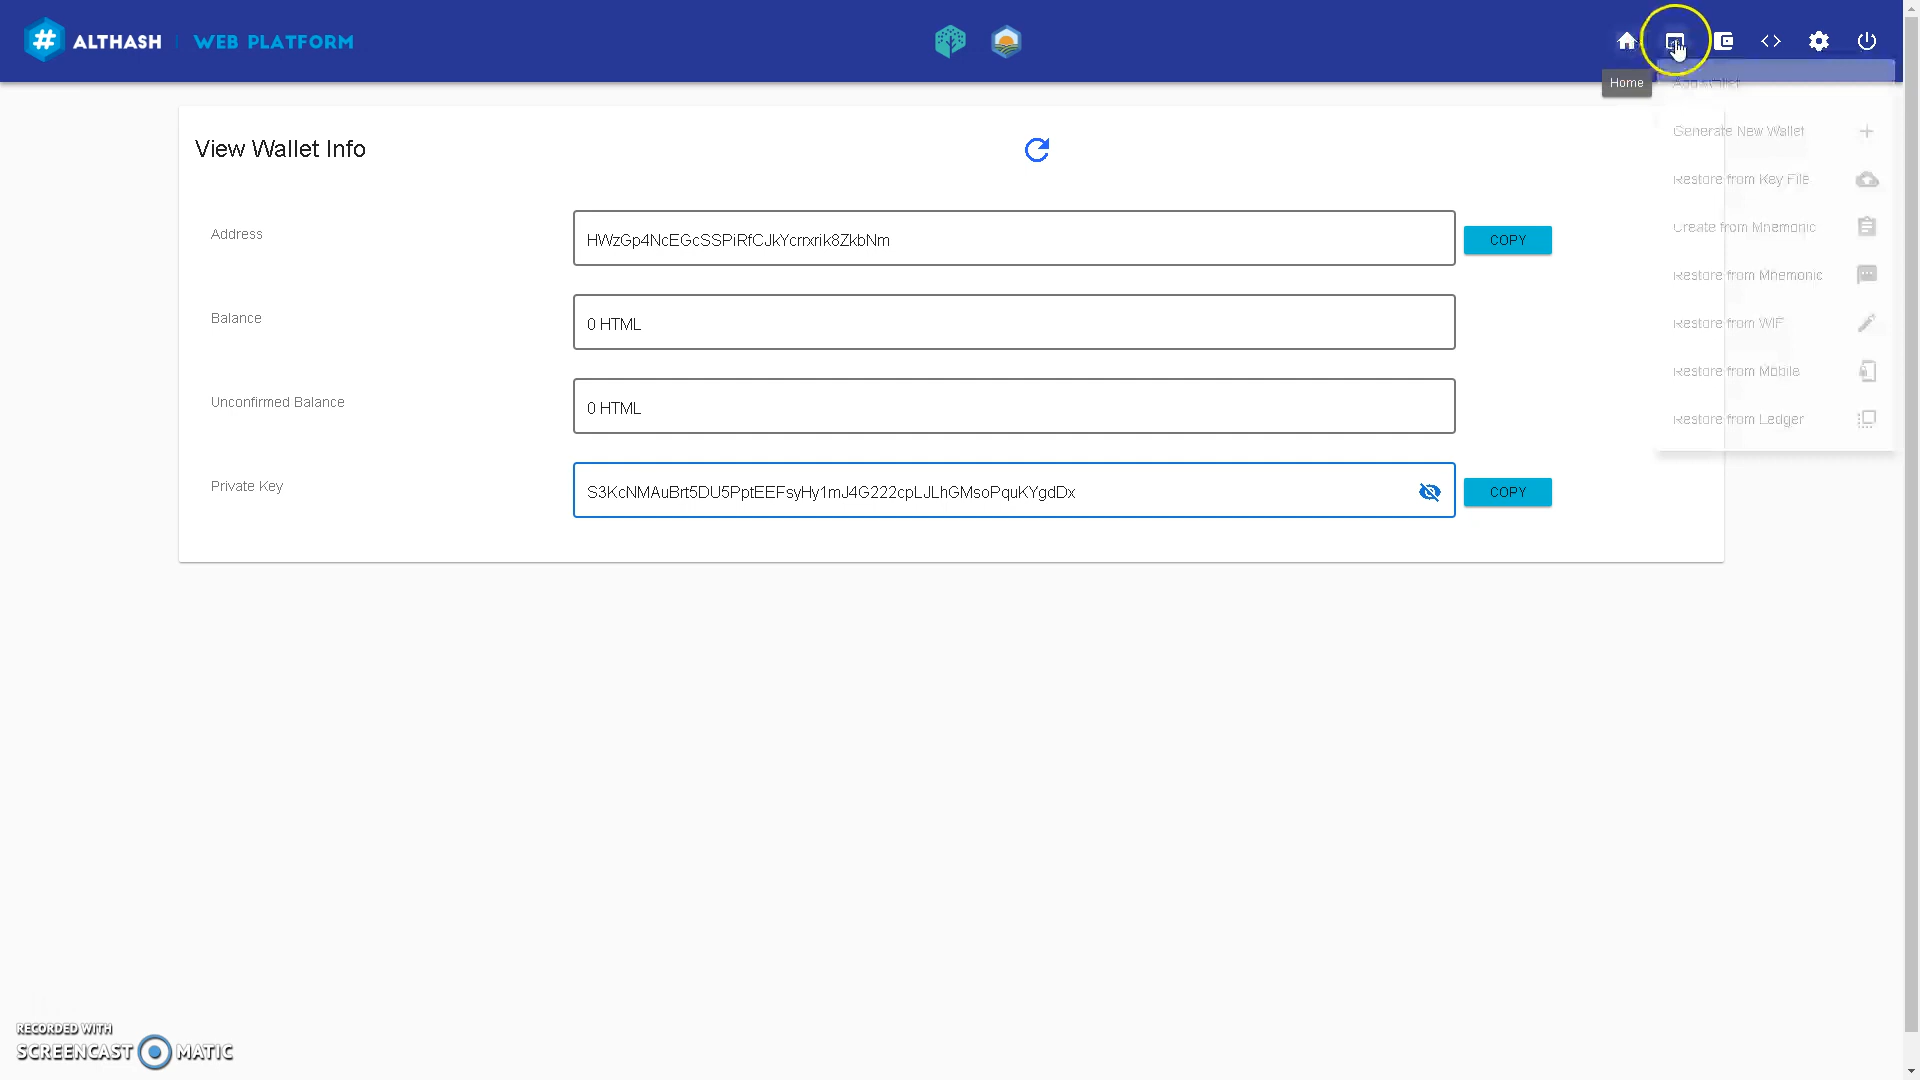 ALTHASH | WEB PLATFORM
Home
Add Wallet
View Wallet Info
Generate New Wallet
Restore from Key File
Address
HWzGp4NcEGcSSPiRfCJkYcrrxrik8ZkbNm
COPY
Create from Mnemonic
Restore from Mnemonic
Balance
0 HTML
Restore from WIF
Restore from Mobile
Unconfirmed Balance
0 HTML
Restore from Ledger
Private Key
S3KcNMAuBrt5DU5PptEEFsyHy1mJ4G222cpLJLhGMsoPquKYgdDx
COPY
RECORDED WITH
SCREENCAST MATIC